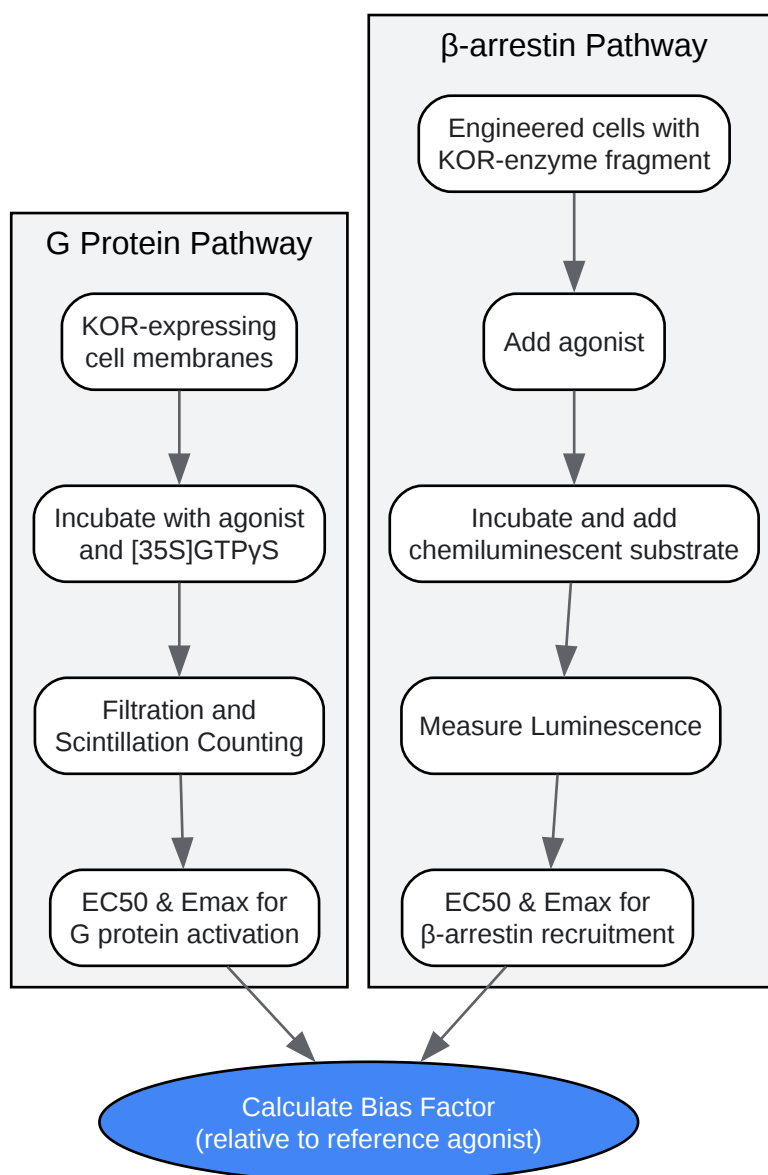 β-arrestin Pathway
Engineered cells with
KOR-enzyme fragment
Add agonist
Incubate and add
chemiluminescent substrate
Measure Luminescence
EC50 & Emax for
β-arrestin recruitment
G Protein Pathway
KOR-expressing
cell membranes
Incubate with agonist
and [35S]GTPγS
Filtration and
Scintillation Counting
EC50 & Emax for
G protein activation
Calculate Bias Factor
(relative to reference agonist)